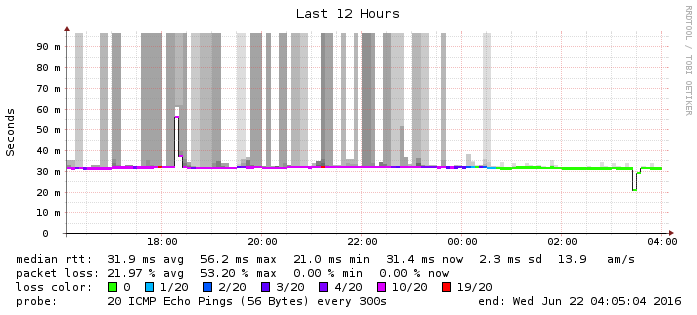 Last 12 Hours
RRDTOOL / TOBI OETIKER
Seconds
90 m
80 m
70 m
60 m
50 m
40 m
30 m
20 m
10 m
0
18:00 20:00 22:00 00:00 02:00 04:00
median rtt: 31.9 ms avg 56.2 ms max 21.0 ms min 31.4 ms now 2.3 ms sd 13.9 am/s
packet loss: 21.97 % avg 53.20 % max 0.00 % min 0.00 % now
loss color: 0 1/20 2/20 3/20 4/20 10/20 19/20
probe: 20 ICMP Echo Pings (56 Bytes) every 300s end: Wed Jun 22 04:05:04 2016